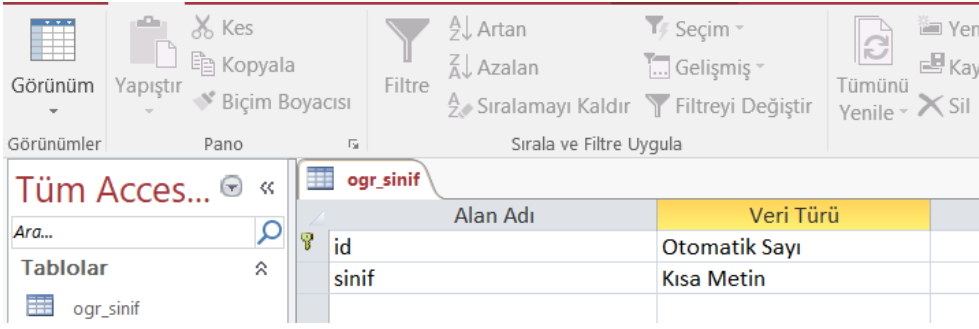 Görünüm
Yapıştır
Kes
Kopyala
Biçim Boyacısı
Filtre
Artan
Azalan
Sıralamayı Kaldır
Seçim
Gelişmiş
Filtreyi Değiştir
Tümünü
Yenile
Sil
Görünümler
Pano
Sırala ve Filtre Uygula
Tüm Acces...
Ara...
Tablolar
ogr_sinif
ogr_sinif
Alan Adı Veri Türü
id Otomatik Sayı
sinif Kısa Metin